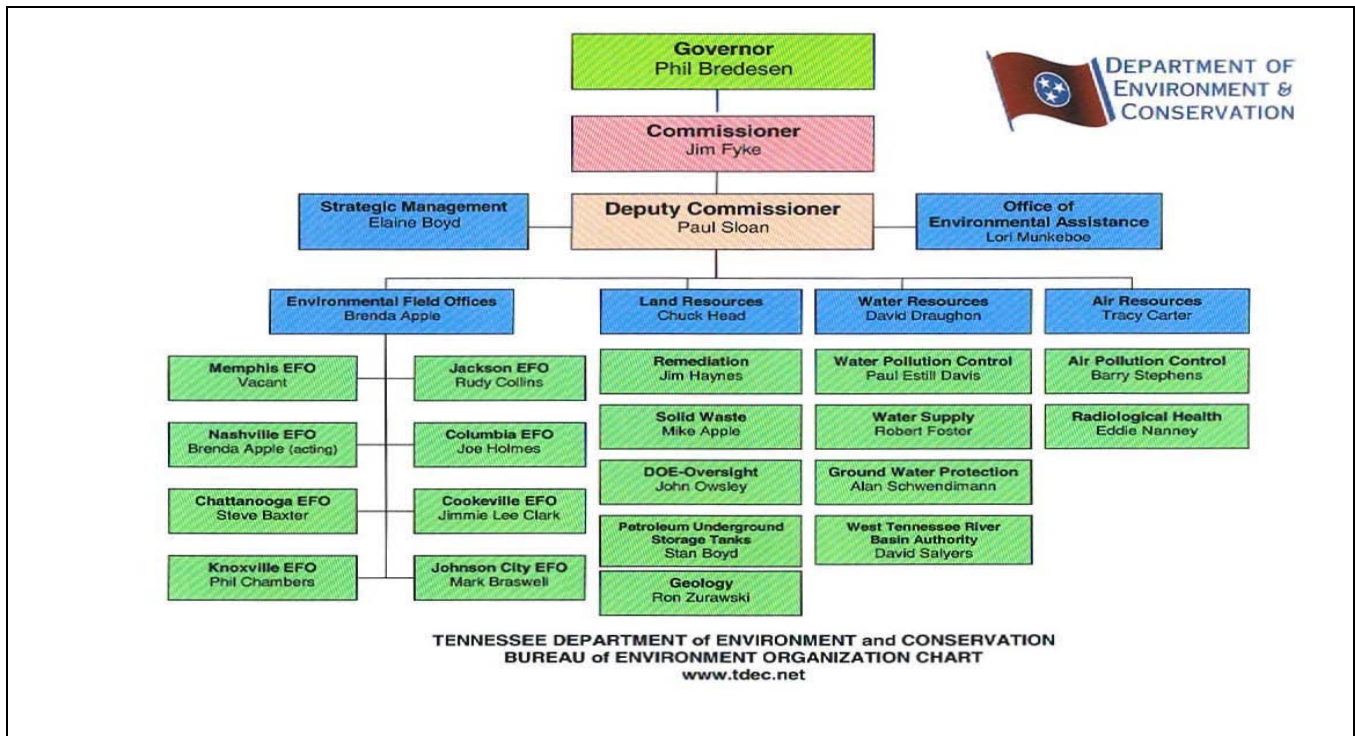 Governor
Phil Bredesen
DEPARTMENT OF
ENVIRONMENT &
CONSERVATION
Commissioner
Jim Fyke
Strategic Management
Elaine Boyd
Deputy Commissioner
Paul Sloan
Office of
Environmental Assistance
Lori Munkeboe
Environmental Field Offices
Brenda Apple
Land Resources
Chuck Head
Water Resources
David Draughon
Air Resources
Tracy Carter
Memphis EFO
Vacant
Jackson EFO
Rudy Collins
Nashville EFO
Brenda Apple (acting)
Columbia EFO
Joe Holmes
Chattanooga EFO
Steve Baxter
Cookeville EFO
Jimmie Lee Clark
Knoxville EFO
Phil Chambers
Johnson City EFO
Mark Braswell
Remediation
Jim Haynes
Solid Waste
Mike Apple
DOE-Oversight
John Owsley
Petroleum Underground
Storage Tanks
Stan Boyd
Geology
Ron Zurawski
Water Pollution Control
Paul Estill Davis
Water Supply
Robert Foster
Ground Water Protection
Alan Schwendimann
West Tennessee River
Basin Authority
David Salyers
Air Pollution Control
Barry Stephens
Radiological Health
Eddie Nanney
TENNESSEE DEPARTMENT of ENVIRONMENT and CONSERVATION
BUREAU of ENVIRONMENT ORGANIZATION CHART
www.tdec.net